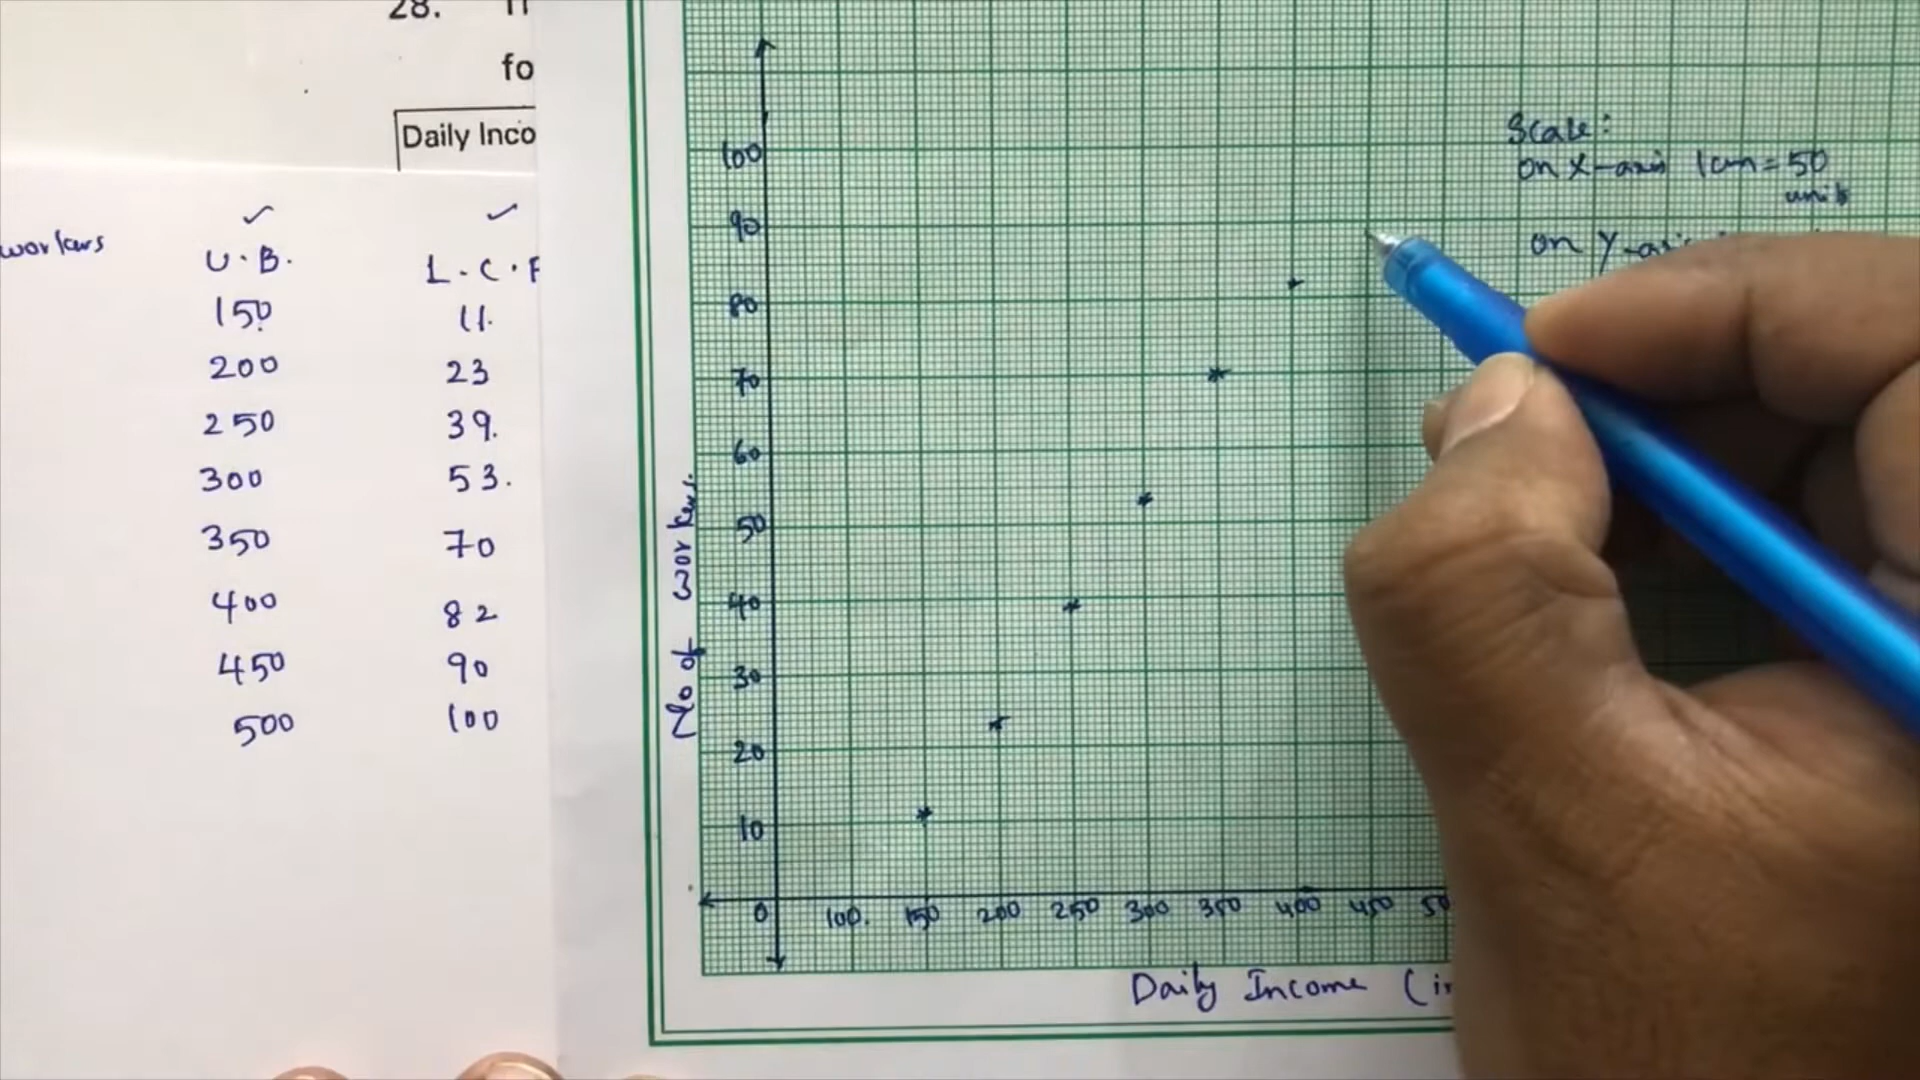 28.
fo
Daily Inco
workers
U.B. L.C.F
150 11.
200 23
250 39.
300 53.
350 70
400 82
450 90
500 100
Scale:
on X-axis 1cm = 50
units
on Y-axis
100
90
80
70
60
50
40
30
20
10
No of workers.
0 100. 150 200 250 300 350 400 450 50
Daily Income (in